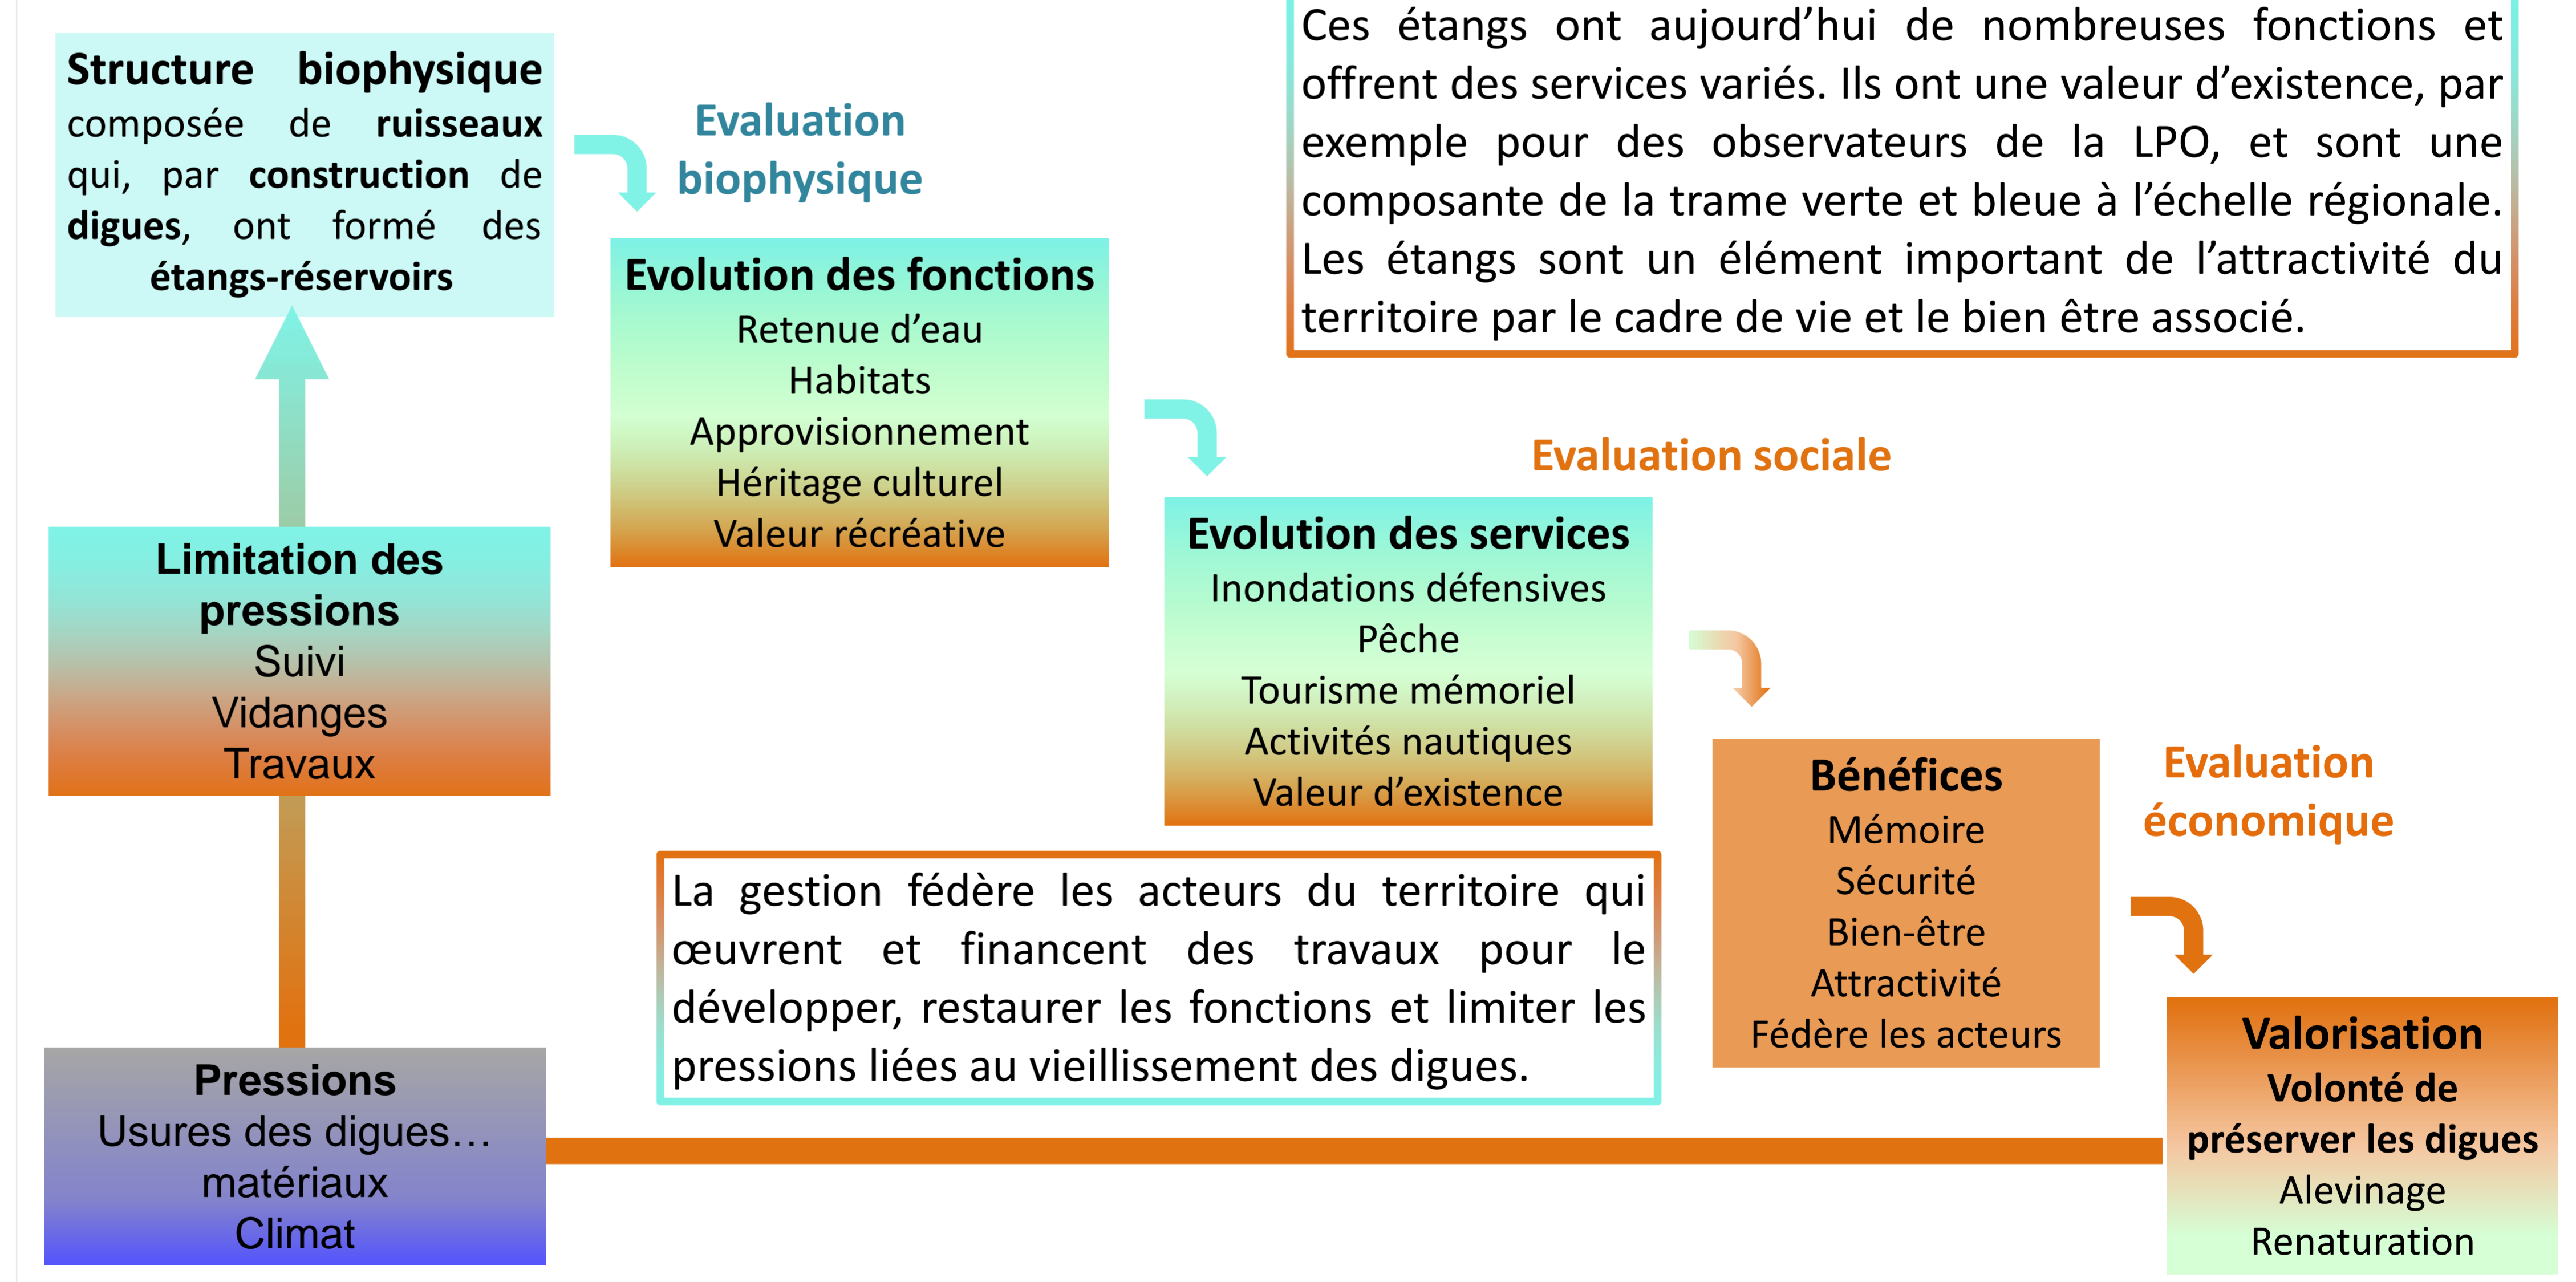 Structure biophysique
composée de ruisseaux
qui, par construction de
digues, ont formé des
étangs-réservoirs
Evaluation
biophysique
Ces étangs ont aujourd’hui de nombreuses fonctions et
offrent des services variés. Ils ont une valeur d’existence, par
exemple pour des observateurs de la LPO, et sont une
composante de la trame verte et bleue à l’échelle régionale.
Les étangs sont un élément important de l’attractivité du
territoire par le cadre de vie et le bien être associé.
Evolution des fonctions
Retenue d’eau
Habitats
Approvisionnement
Héritage culturel
Valeur récréative
Evaluation sociale
Evolution des services
Inondations défensives
Pêche
Tourisme mémoriel
Activités nautiques
Valeur d’existence
Limitation des
pressions
Suivi
Vidanges
Travaux
Bénéfices
Mémoire
Sécurité
Bien-être
Attractivité
Fédère les acteurs
Evaluation
économique
La gestion fédère les acteurs du territoire qui
œuvrent et financent des travaux pour le
développer, restaurer les fonctions et limiter les
pressions liées au vieillissement des digues.
Valorisation
Volonté de
préserver les digues
Alevinage
Renaturation
Pressions
Usures des digues…
matériaux
Climat